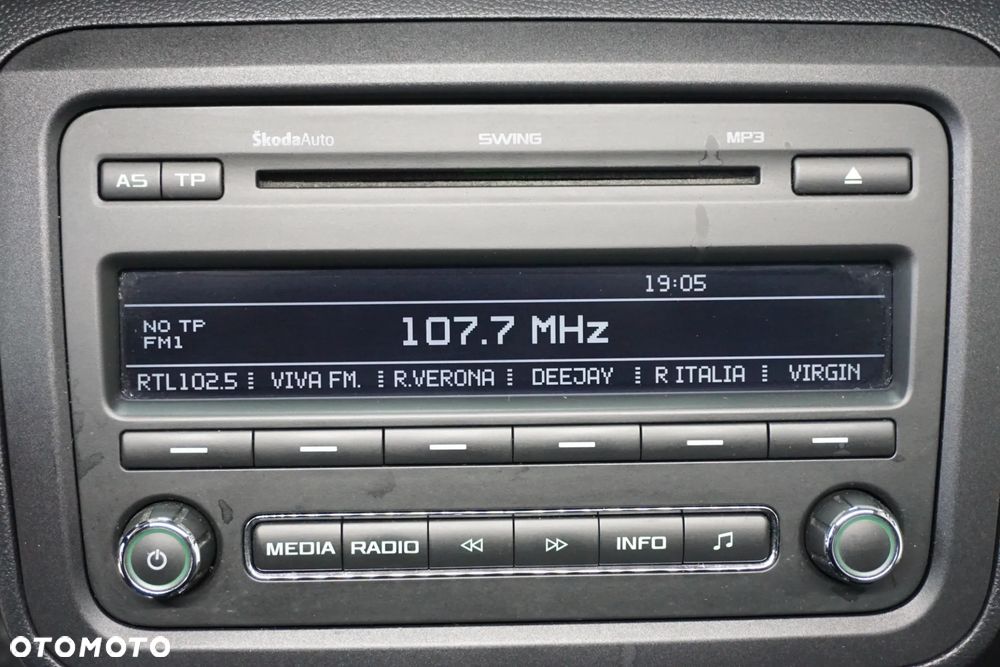 ŠkodaAuto SWING MP3
AS TP
19:05
NO TP
FM1
107.7 MHz
RTL102.5 VIVA FM. R.VERONA DEEJAY R ITALIA VIRGIN
MEDIA RADIO INFO
OTOMOTO